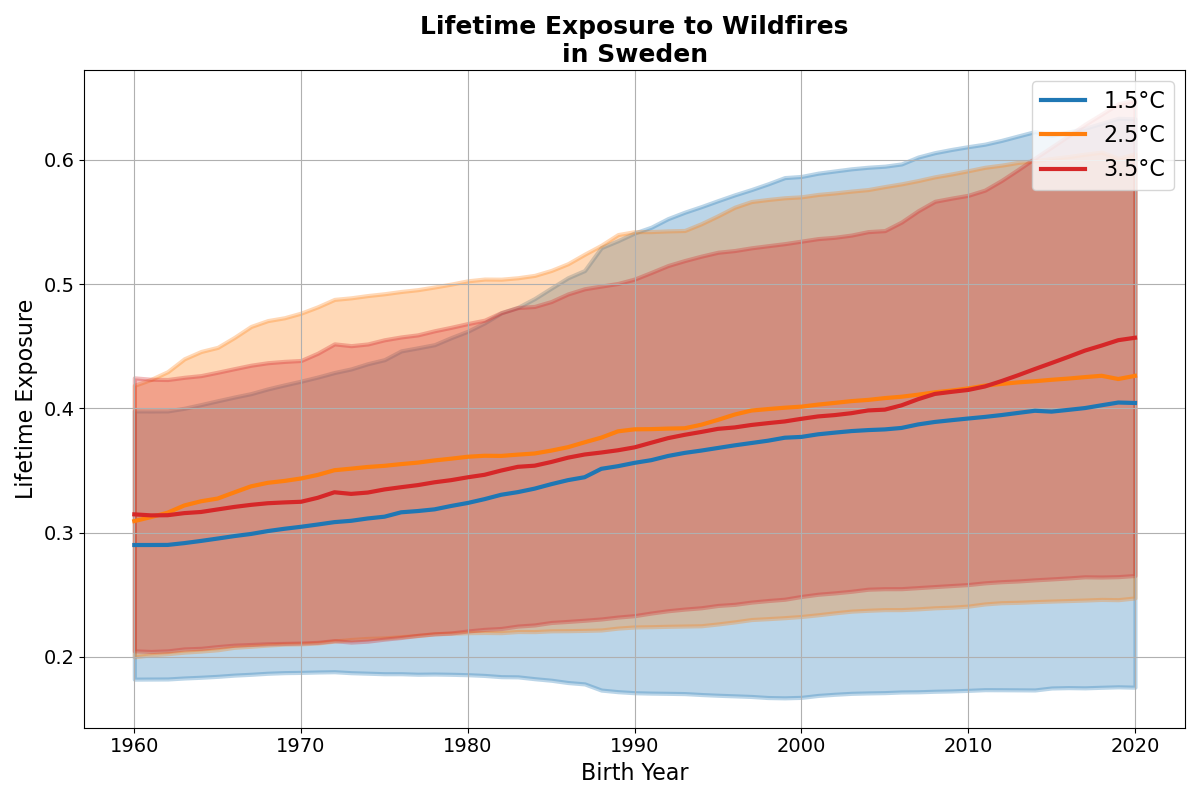 Lifetime Exposure to Wildfires
in Sweden
1.5°C
2.5°C
3.5°C
Lifetime Exposure
0.6
0.5
0.4
0.3
0.2
1960 1970 1980 1990 2000 2010 2020
Birth Year